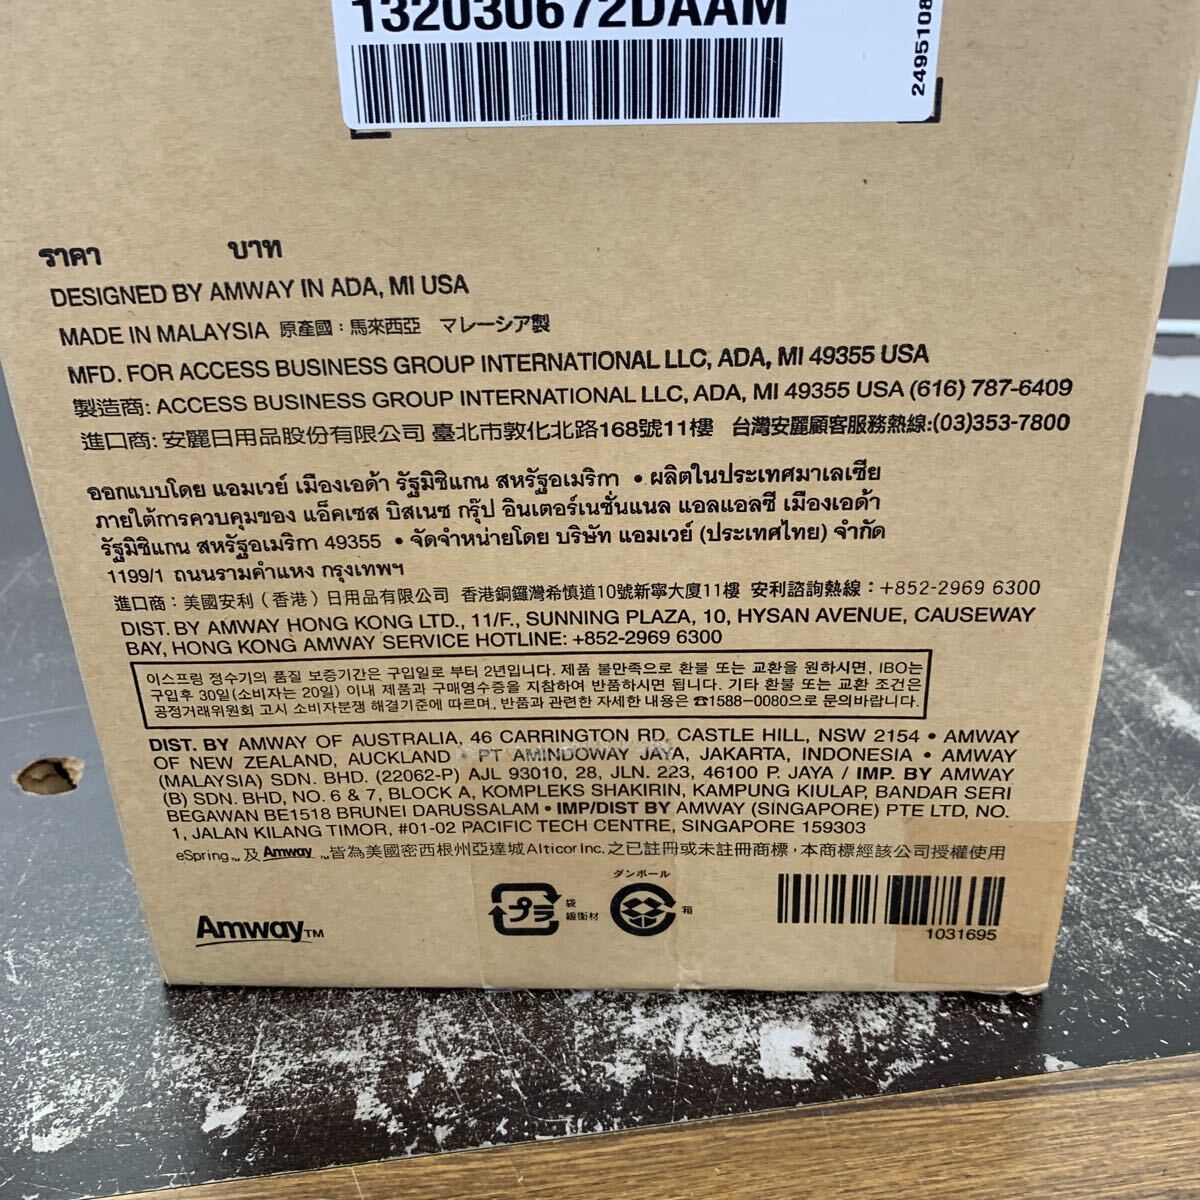 132030672DAAM
2495108
ราคา บาท
DESIGNED BY AMWAY IN ADA, MI USA
MADE IN MALAYSIA 原產國：馬來西亞 マレーシア製
MFD. FOR ACCESS BUSINESS GROUP INTERNATIONAL LLC, ADA, MI 49355 USA
製造商: ACCESS BUSINESS GROUP INTERNATIONAL LLC, ADA, MI 49355 USA (616) 787-6409
進口商: 安麗日用品股份有限公司 臺北市敦化北路168號11樓 台灣安麗顧客服務熱線:(03)353-7800
ออกแบบโดย แอมเวย์ เมืองเอด้า รัฐมิชิแกน สหรัฐอเมริกา • ผลิตในประเทศมาเลเซีย
ภายใต้การควบคุมของ แอ็คเซส บิสเนซ กรุ๊ป อินเตอร์เนชั่นแนล แอลแอลซี เมืองเอด้า
รัฐมิชิแกน สหรัฐอเมริกา 49355 • จัดจำหน่ายโดย บริษัท แอมเวย์ (ประเทศไทย) จำกัด
1199/1 ถนนรามคำแหง กรุงเทพฯ
進口商：美國安利（香港）日用品有限公司 香港銅鑼灣希慎道10號新寧大廈11樓 安利諮詢熱線：+852-2969 6300
DIST. BY AMWAY HONG KONG LTD., 11/F., SUNNING PLAZA, 10, HYSAN AVENUE, CAUSEWAY
BAY, HONG KONG AMWAY SERVICE HOTLINE: +852-2969 6300
이스프링 정수기의 품질 보증기간은 구입일로 부터 2년입니다. 제품 불만족으로 환불 또는 교환을 원하시면, IBO는
구입후 30일(소비자는 20일) 이내 제품과 구매영수증을 지참하여 반품하시면 됩니다. 기타 환불 또는 교환 조건은
공정거래위원회 고시 소비자분쟁 해결기준에 따르며, 반품과 관련한 자세한 내용은 ☎1588-0080으로 문의바랍니다.
DIST. BY AMWAY OF AUSTRALIA, 46 CARRINGTON RD, CASTLE HILL, NSW 2154 • AMWAY
OF NEW ZEALAND, AUCKLAND • PT AMINDOWAY JAYA, JAKARTA, INDONESIA • AMWAY
(MALAYSIA) SDN. BHD. (22062-P) AJL 93010, 28, JLN. 223, 46100 P. JAYA / IMP. BY AMWAY
(B) SDN. BHD, NO. 6 & 7, BLOCK A, KOMPLEKS SHAKIRIN, KAMPUNG KIULAP, BANDAR SERI
BEGAWAN BE1518 BRUNEI DARUSSALAM • IMP/DIST BY AMWAY (SINGAPORE) PTE LTD, NO.
1, JALAN KILANG TIMOR, #01-02 PACIFIC TECH CENTRE, SINGAPORE 159303
eSpring™ 及 Amway™ 皆為美國密西根州亞達城Alticor Inc. 之已註冊或未註冊商標，本商標經該公司授權使用
Amway™
プラ
袋
緩衝材
ダンボール
箱
1031695